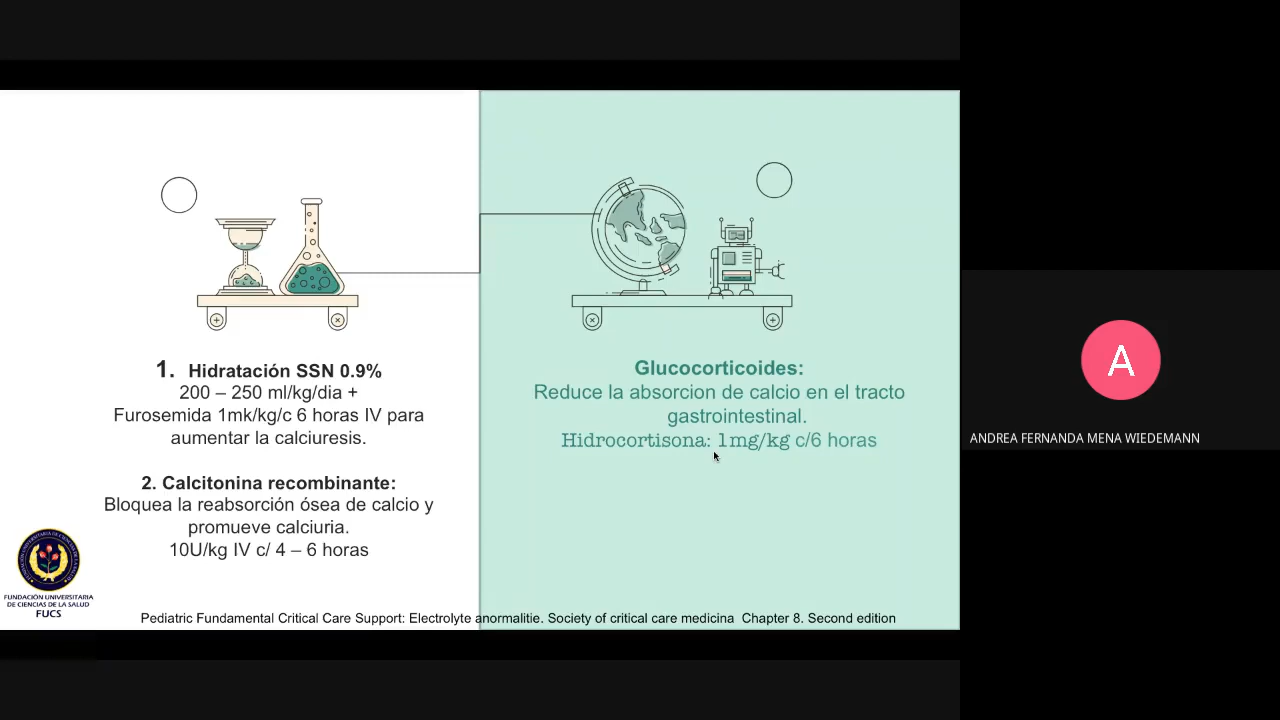 1. Hidratación SSN 0.9%
200 – 250 ml/kg/dia +
Furosemida 1mk/kg/c 6 horas IV para
aumentar la calciuresis.
2. Calcitonina recombinante:
Bloquea la reabsorción ósea de calcio y
promueve calciuria.
10U/kg IV c/ 4 – 6 horas
Glucocorticoides:
Reduce la absorcion de calcio en el tracto
gastrointestinal.
Hidrocortisona: 1mg/kg c/6 horas
FUNDACIÓN UNIVERSITARIA
DE CIENCIAS DE LA SALUD
FUCS
Pediatric Fundamental Critical Care Support: Electrolyte anormalitie. Society of critical care medicina Chapter 8. Second edition
A
ANDREA FERNANDA MENA WIEDEMANN